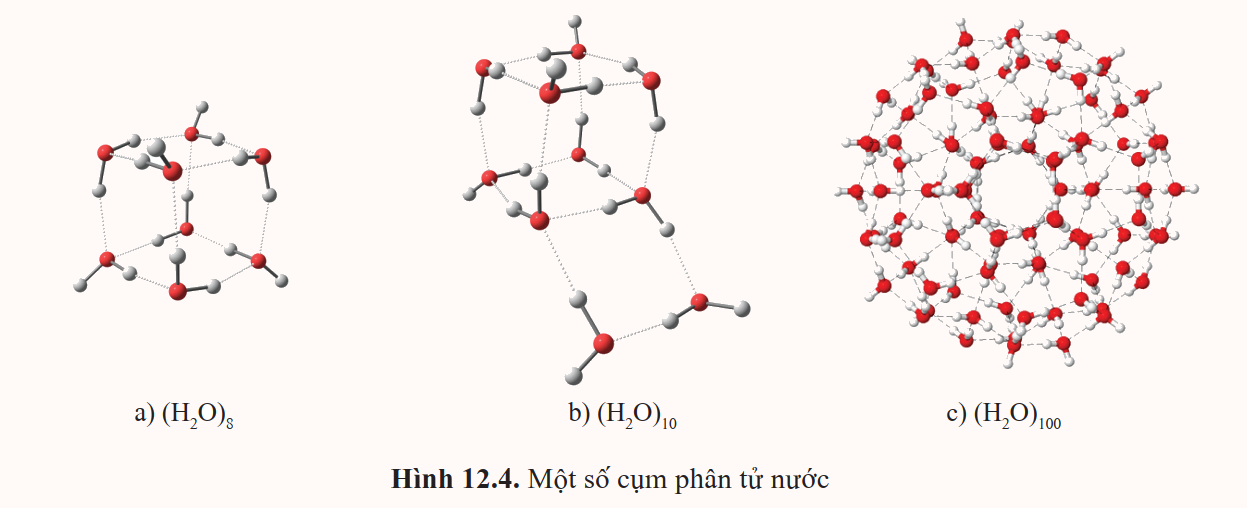 a) (H₂O)₈
b) (H₂O)₁₀
c) (H₂O)₁₀₀
Hình 12.4. Một số cụm phân tử nước